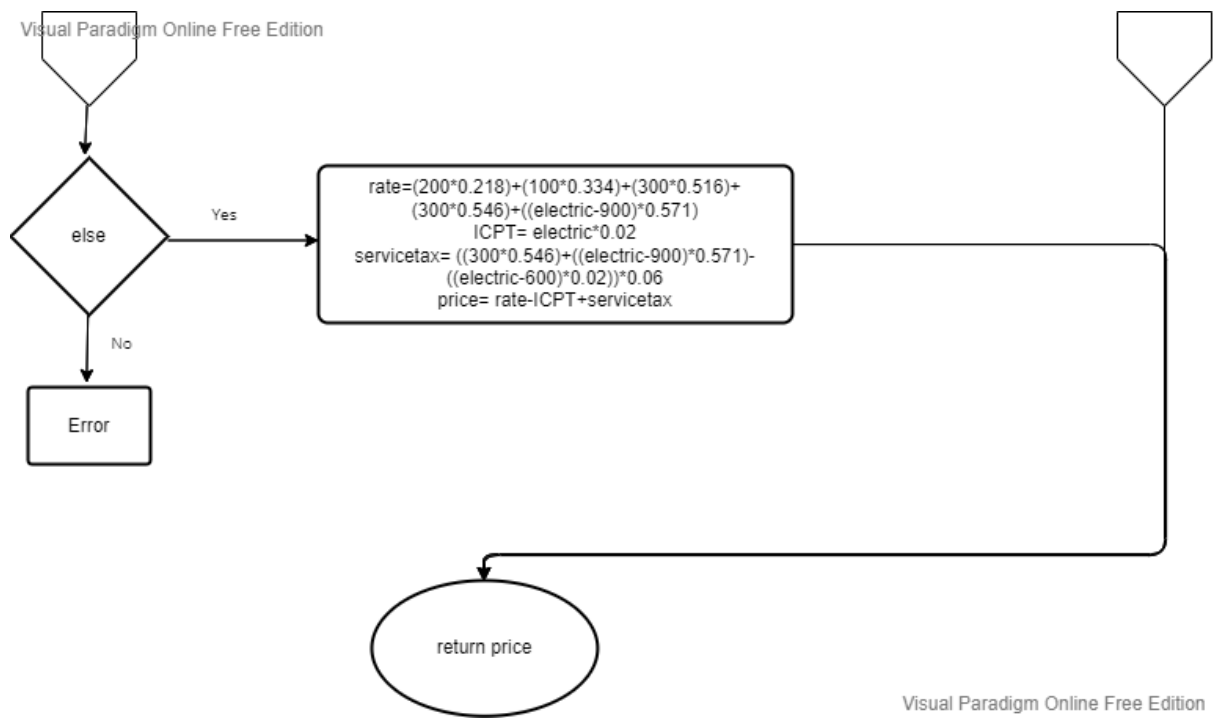 Visual Paradigm Online Free Edition
else
Yes
rate=(200*0.218)+(100*0.334)+(300*0.516)+
(300*0.546)+((electric-900)*0.571)
ICPT= electric*0.02
servicetax= ((300*0.546)+((electric-900)*0.571)-
((electric-600)*0.02))*0.06
price= rate-ICPT+servicetax
No
Error
return price
Visual Paradigm Online Free Edition